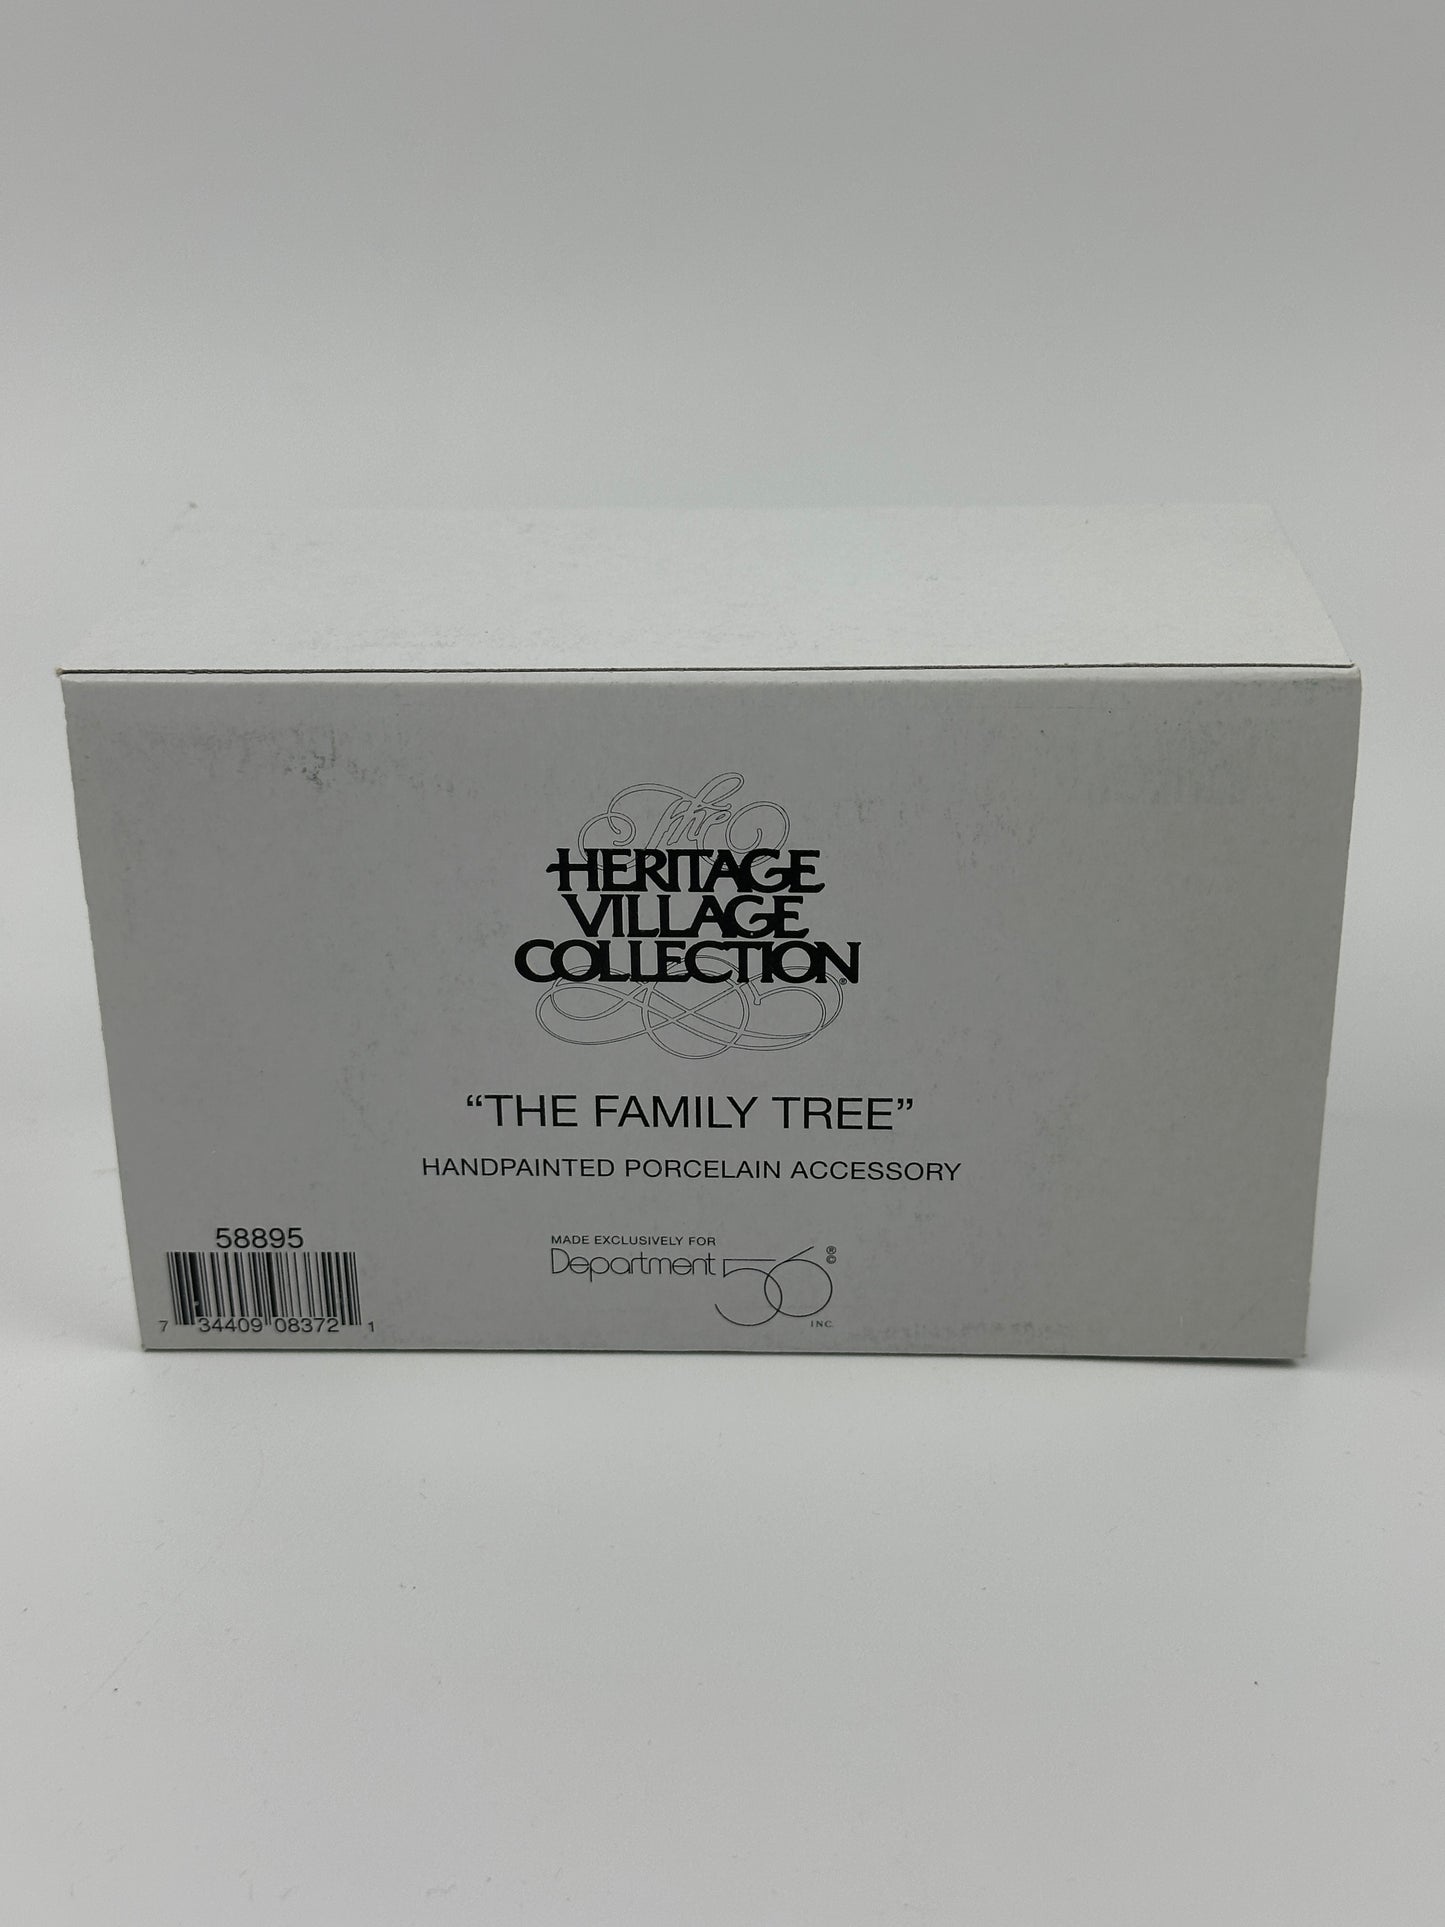 The
HERITAGE
VILLAGE
COLLECTION®
“THE FAMILY TREE”
HANDPAINTED PORCELAIN ACCESSORY
58895
7 34409 08372 1
MADE EXCLUSIVELY FOR
Department 56 ® ©
INC.